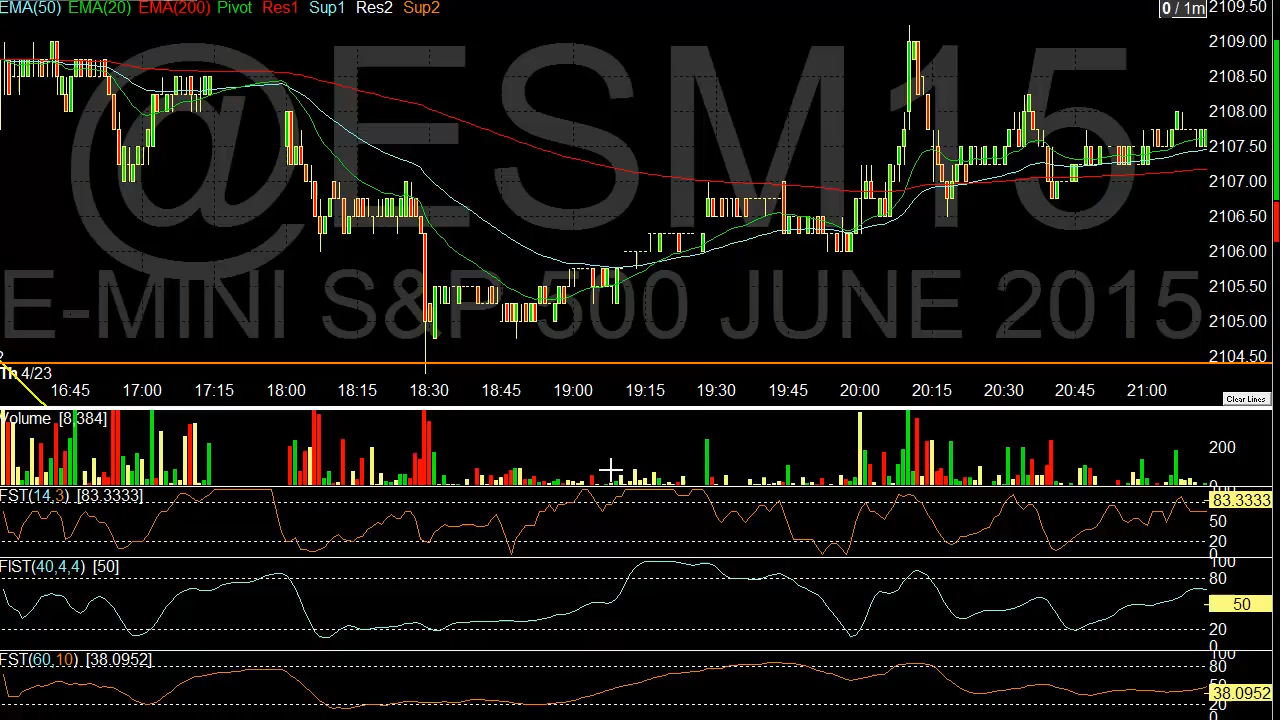 EMA(50) EMA(20) EMA(200) Pivot Res1 Sup1 Res2 Sup2
0 / 1m
2109.50
2109.00
2108.50
2108.00
2107.50
2107.00
2106.50
2106.00
2105.50
2105.00
2104.50
@ESM15
E-MINI S&P 500 JUNE 2015
Th 4/23
16:45 17:00 17:15 18:00 18:15 18:30 18:45 19:00 19:15 19:30 19:45 20:00 20:15 20:30 20:45 21:00
Clear Lines
Volume [8,384]
200
FST(14,3) [83.3333]
100
83.3333
50
20
0
FIST(40,4,4) [50]
100
80
50
20
0
FST(60,10) [38.0952]
100
80
50
38.0952
20
0